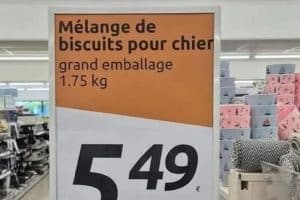 Mélange de
biscuits pour chien
grand emballage
1.75 kg
5 49
€